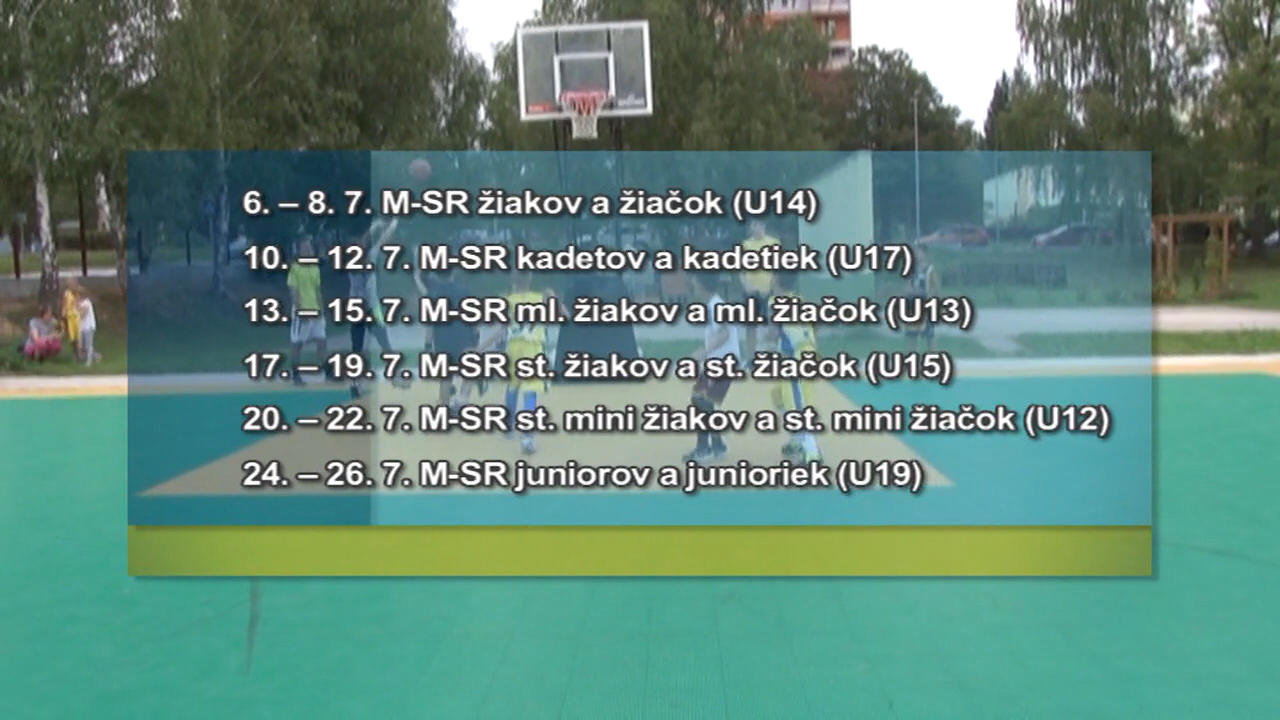 6. – 8. 7. M-SR žiakov a žiačok (U14)
10. – 12. 7. M-SR kadetov a kadetiek (U17)
13. – 15. 7. M-SR ml. žiakov a ml. žiačok (U13)
17. – 19. 7. M-SR st. žiakov a st. žiačok (U15)
20. – 22. 7. M-SR st. mini žiakov a st. mini žiačok (U12)
24. – 26. 7. M-SR juniorov a junioriek (U19)